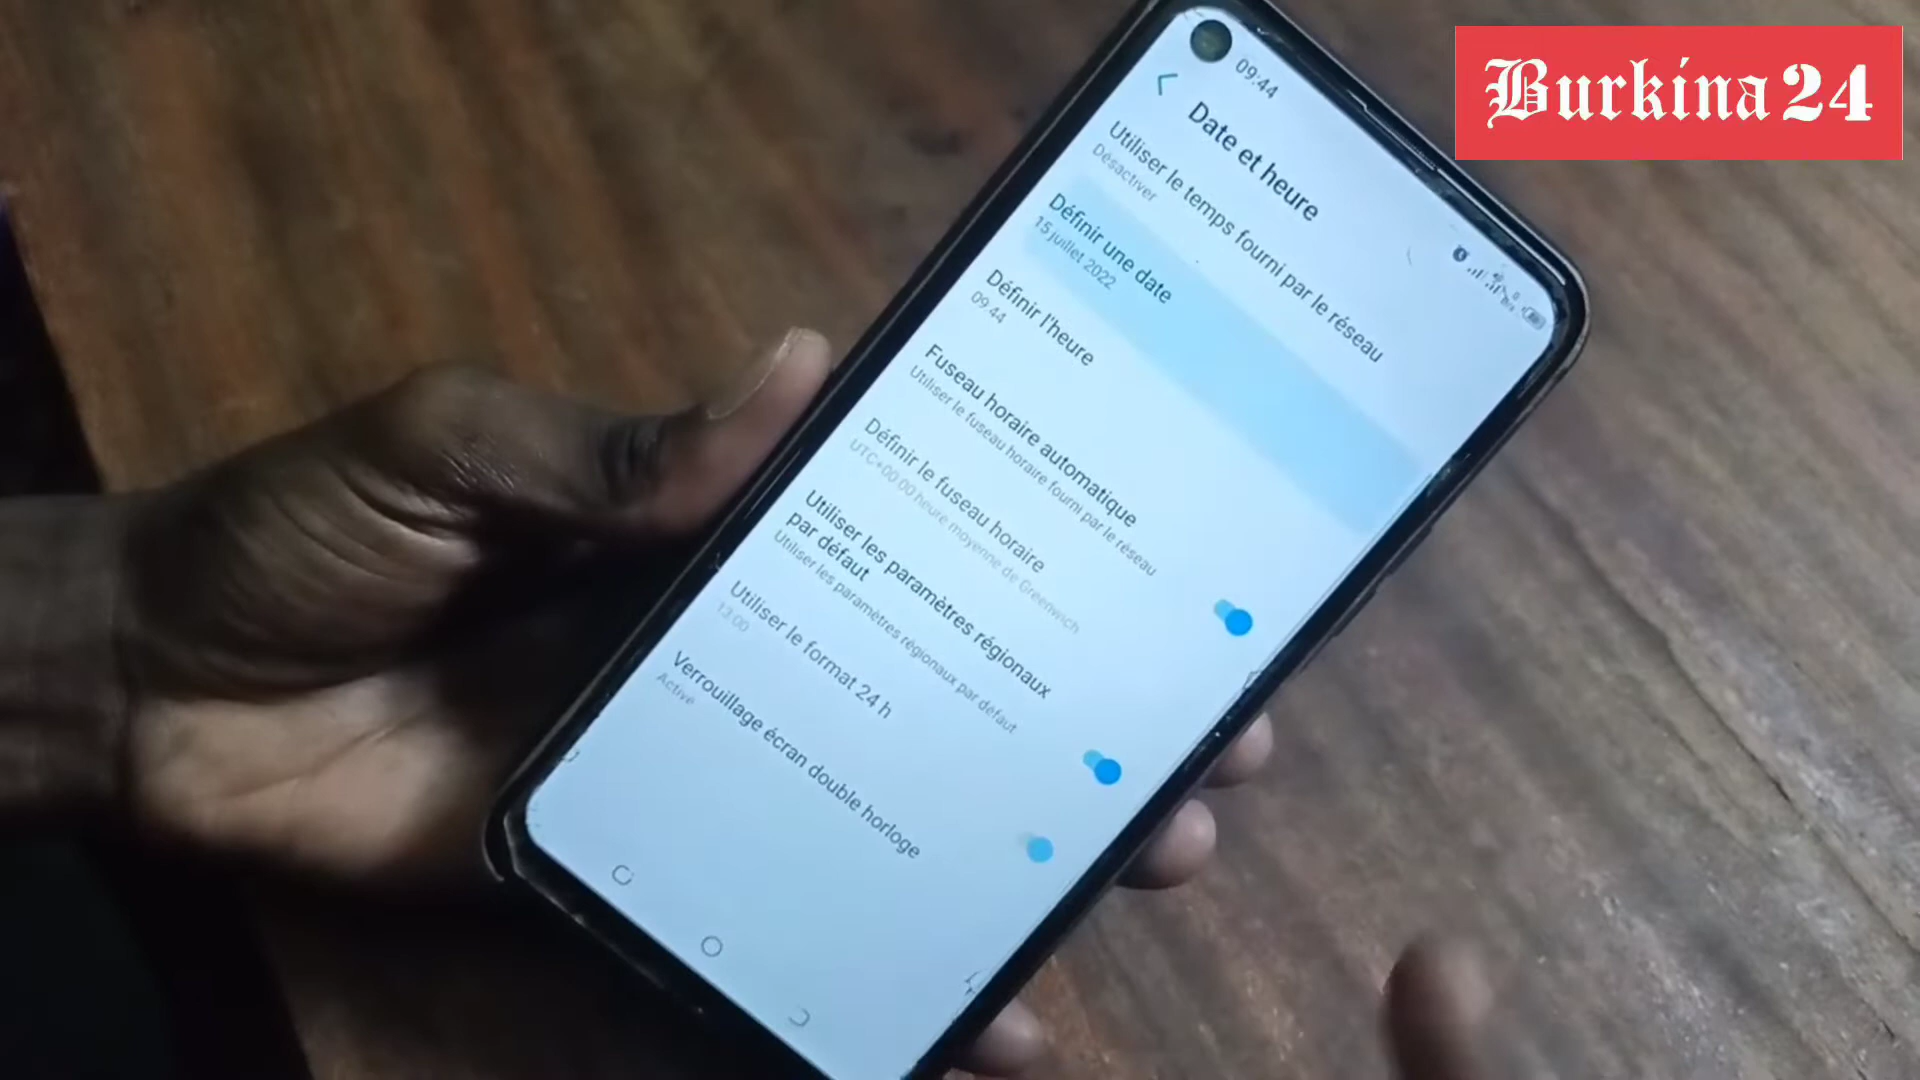 Burkina24
09:44
Date et heure
Utiliser le temps fourni par le réseau
Désactiver
Définir une date
15 juillet 2022
Définir l'heure
09:44
Fuseau horaire automatique
Utiliser le fuseau horaire fourni par le réseau
Définir le fuseau horaire
UTC+00:00 heure moyenne de Greenwich
Utiliser les paramètres régionaux
par défaut
Utiliser les paramètres régionaux par défaut
Utiliser le format 24 h
13:00
Verrouillage écran double horloge
Activé